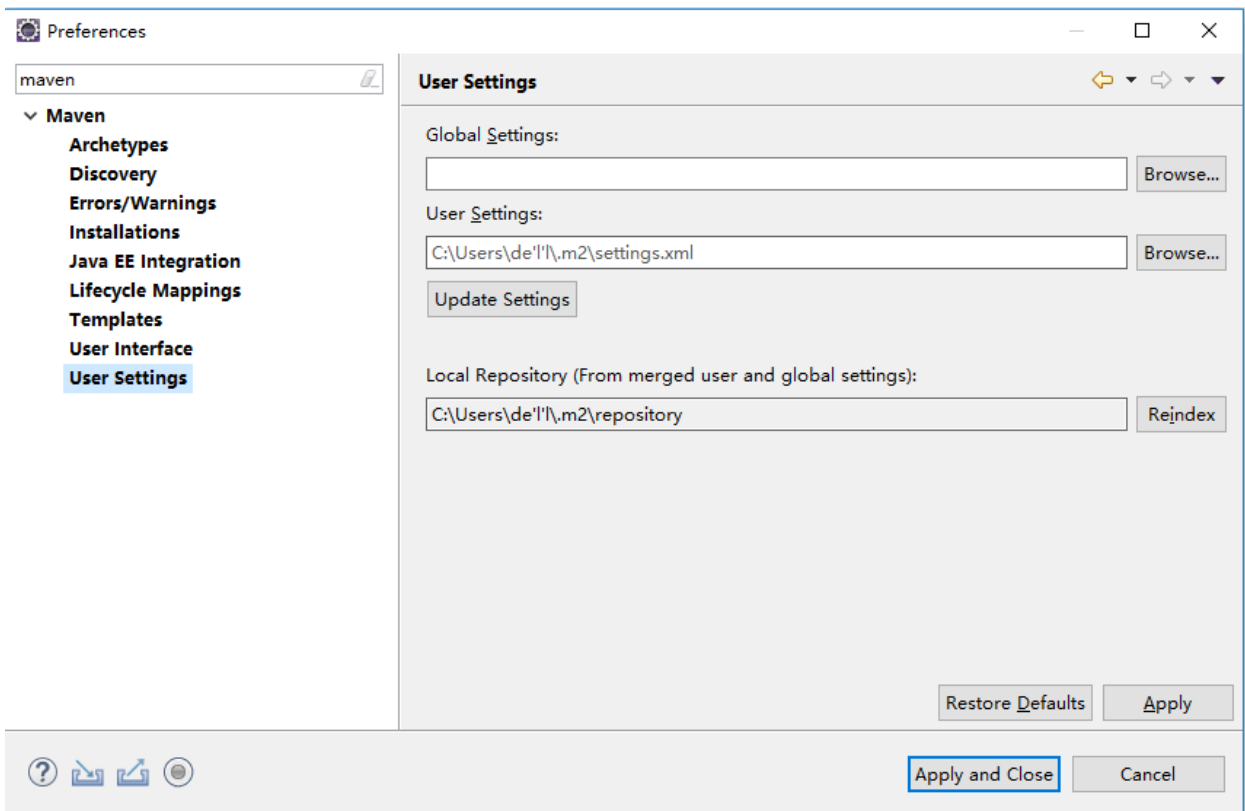 Preferences
maven
User Settings
Maven
Archetypes
Discovery
Errors/Warnings
Installations
Java EE Integration
Lifecycle Mappings
Templates
User Interface
User Settings
Global Settings:
Browse...
User Settings:
C:\Users\de'l'l\.m2\settings.xml
Browse...
Update Settings
Local Repository (From merged user and global settings):
C:\Users\de'l'l\.m2\repository
Reindex
Restore Defaults
Apply
Apply and Close
Cancel